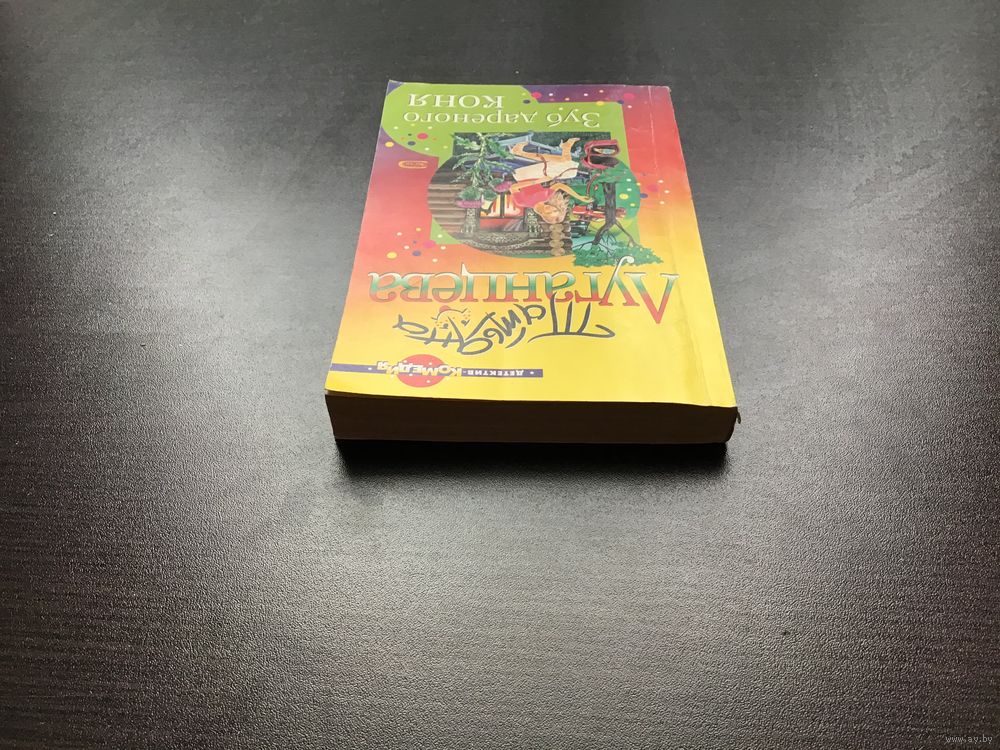 ДЕТЕКТИВ-КОМЕДИЯ
Татьяна
Луганцева
Зуб дареного
КОНЯ
www.ay.by